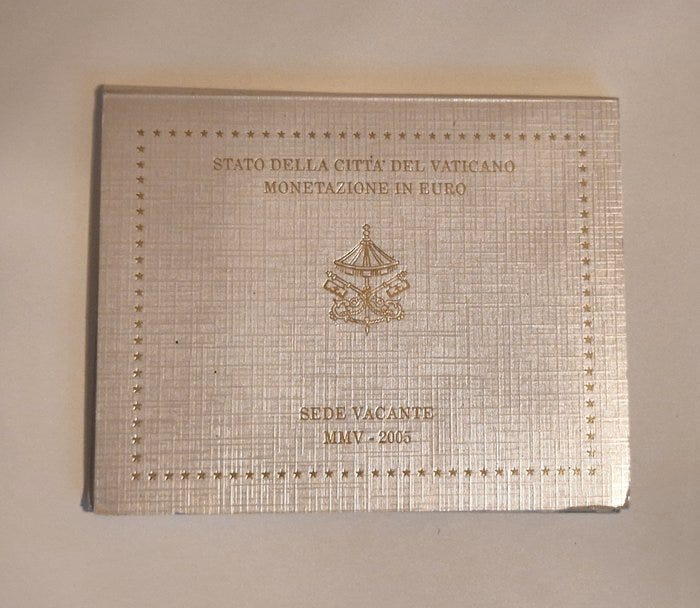 STATO DELLA CITTA' DEL VATICANO
MONETAZIONE IN EURO
SEDE VACANTE
MMV - 2005